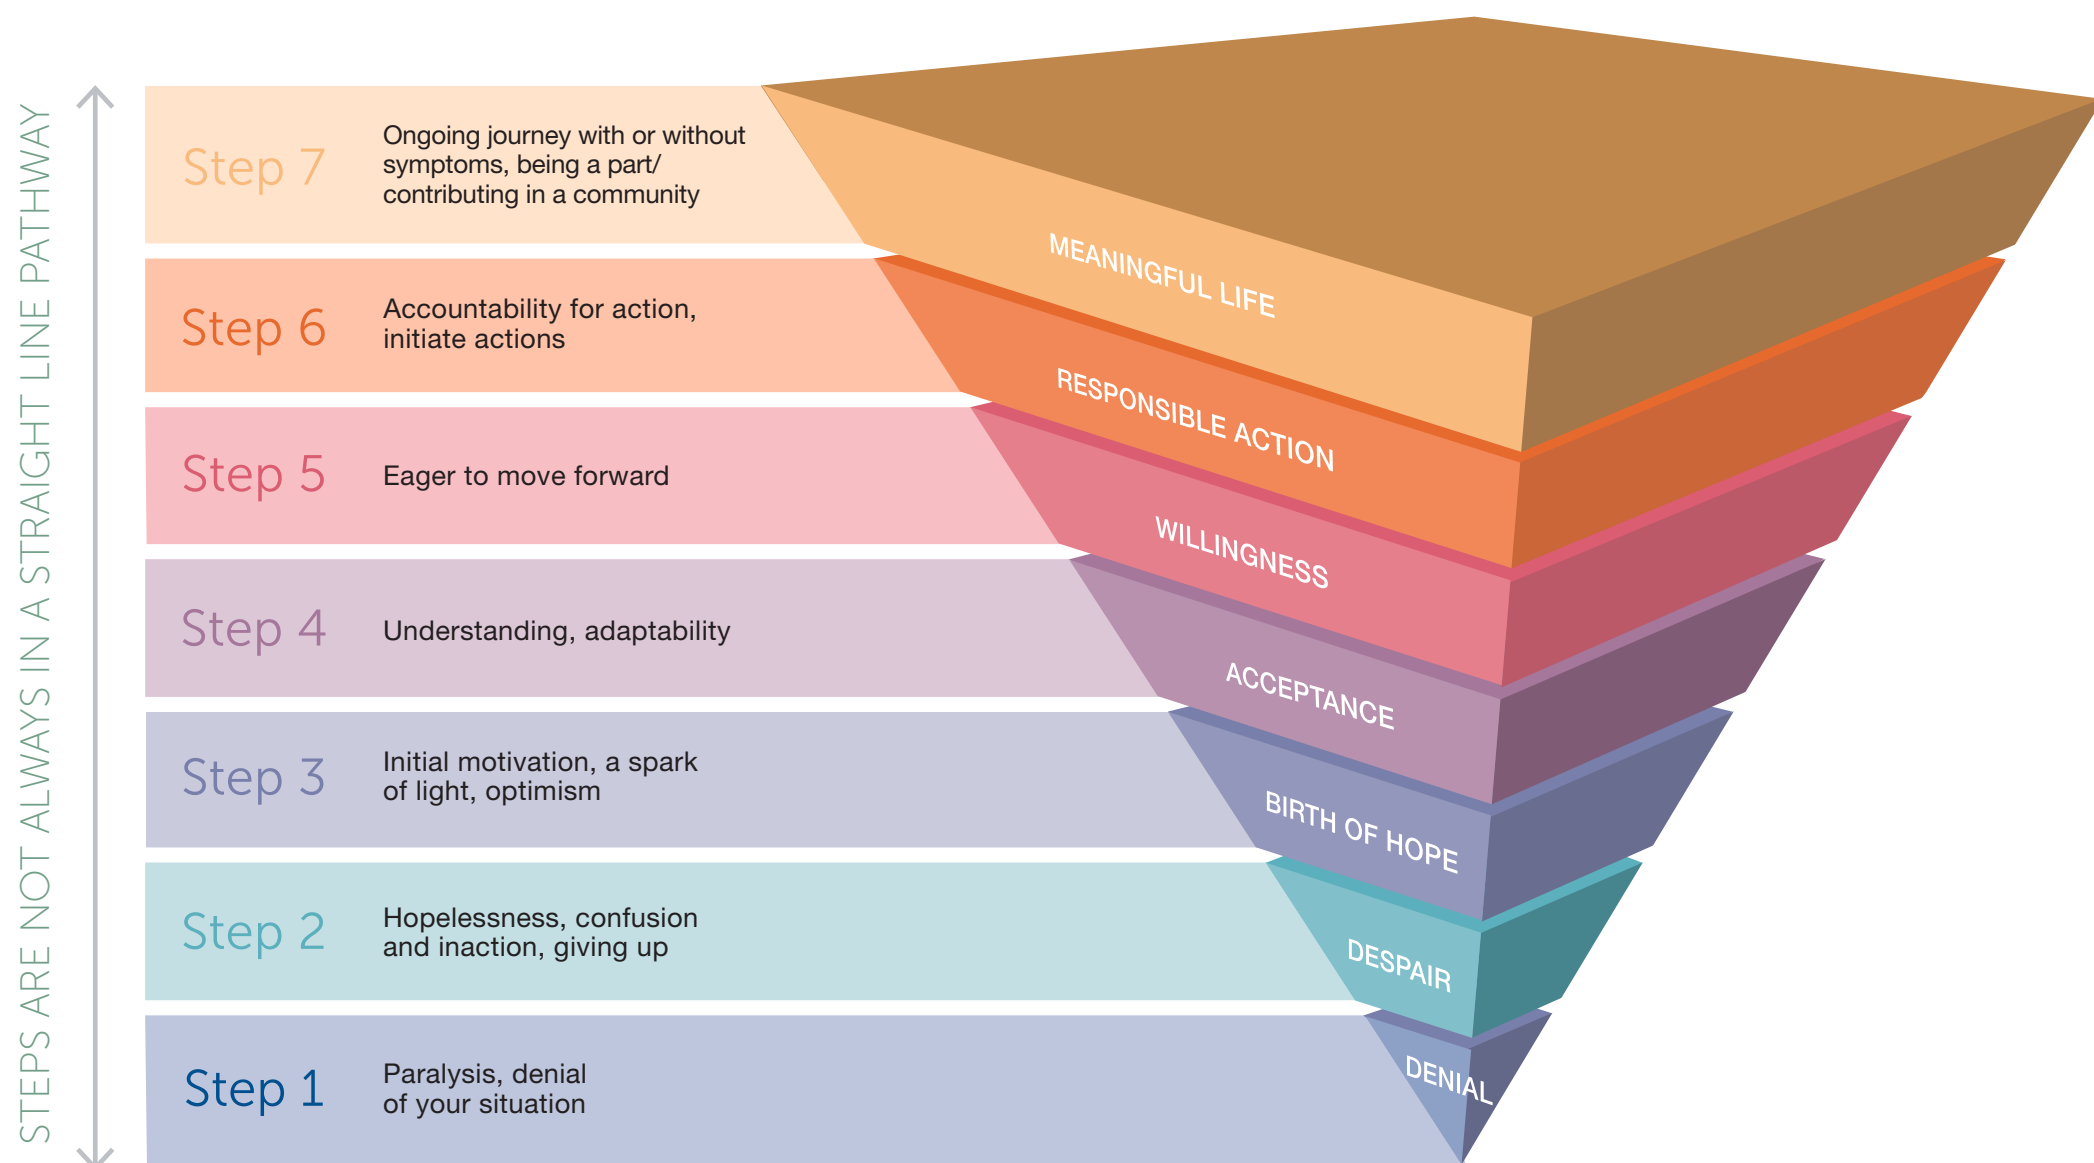 STEPS ARE NOT ALWAYS IN A STRAIGHT LINE PATHWAY
Step 7
Ongoing journey with or without
symptoms, being a part/
contributing in a community
MEANINGFUL LIFE
Step 6
Accountability for action,
initiate actions
RESPONSIBLE ACTION
Step 5
Eager to move forward
WILLINGNESS
Step 4
Understanding, adaptability
ACCEPTANCE
Step 3
Initial motivation, a spark
of light, optimism
BIRTH OF HOPE
Step 2
Hopelessness, confusion
and inaction, giving up
DESPAIR
Step 1
Paralysis, denial
of your situation
DENIAL